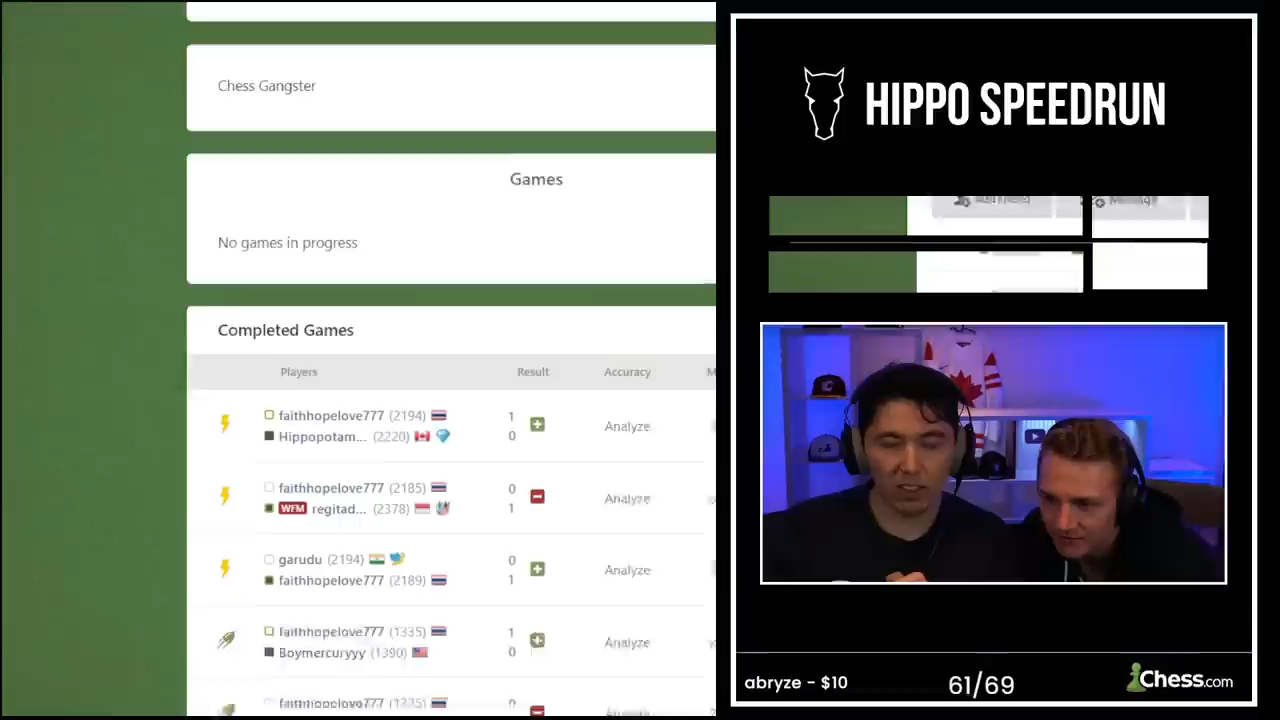 Chess Gangster
Games
No games in progress
Completed Games
Players Result Accuracy M
faithhopelove777 (2194) 1
Hippopotam... (2220) 0
Analyze
faithhopelove777 (2185) 0
WFM regitad... (2378) 1
Analyze
garudu (2194) 0
faithhopelove777 (2189) 1
Analyze
faithhopelove777 (1335) 1
Boymercuryyy (1390) 0
Analyze
faithhopelove777
HIPPO SPEEDRUN
abryze - $10
61/69
Chess.com